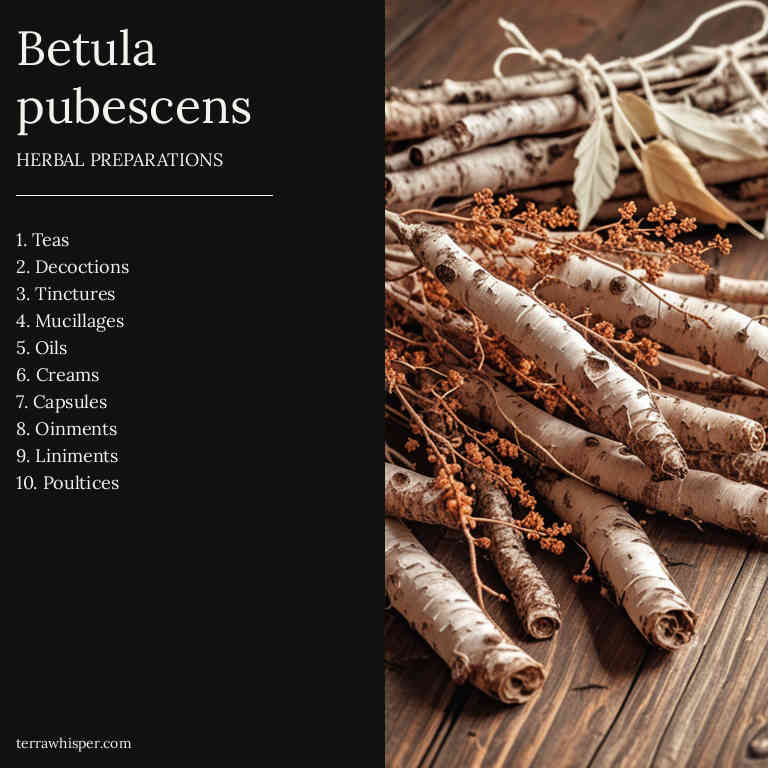 Betula
pubescens
HERBAL PREPARATIONS
1. Teas
2. Decoctions
3. Tinctures
4. Mucillages
5. Oils
6. Creams
7. Capsules
8. Oinments
9. Liniments
10. Poultices
terrawhisper.com